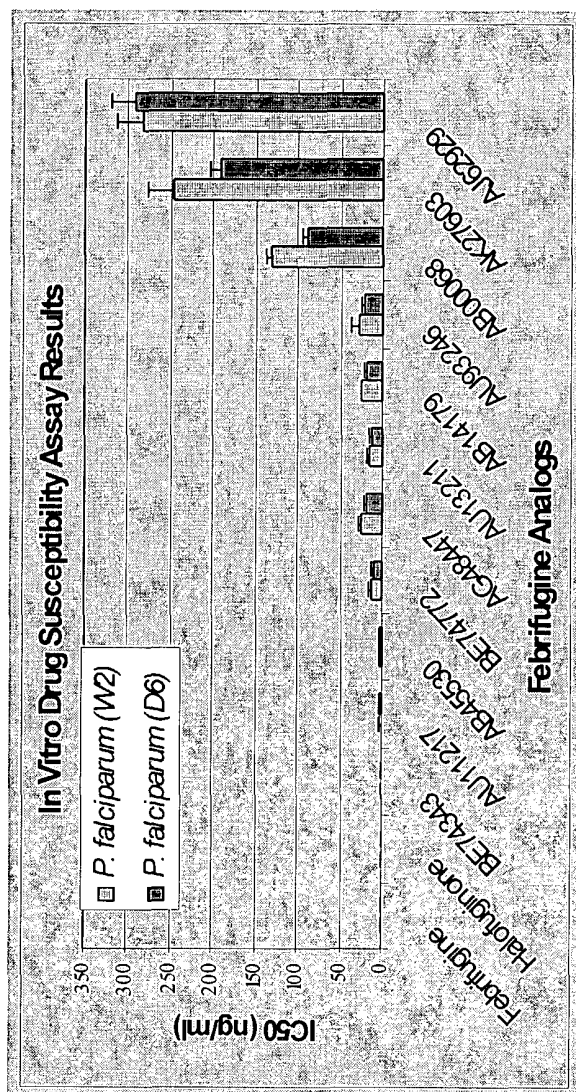 In Vitro Drug Susceptibility Assay Results
P. falciparum (W2)
P. falciparum (D6)
IC50 (ng/ml)
350
300
250
200
150
100
50
0
Febrifugine
Halofuginone
BE74343
AU11217
AB45530
BE74772
AG48447
AU13211
AB14179
AU93246
AB00068
AK27603
AJ62929
Febrifugine Analogs